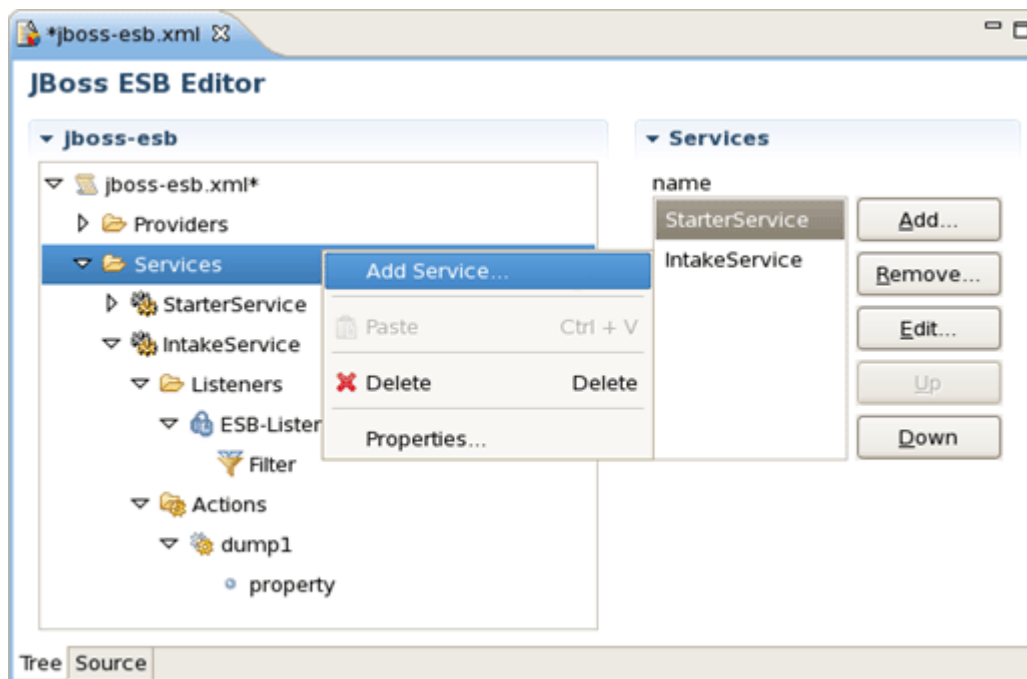 *jboss-esb.xml
JBoss ESB Editor
jboss-esb
jboss-esb.xml*
Providers
Services
StarterService
IntakeService
Listeners
ESB-Lister
Filter
Actions
dump1
property
Add Service...
Paste Ctrl + V
Delete Delete
Properties...
Services
name
StarterService
IntakeService
Add...
Remove...
Edit...
Up
Down
Tree Source